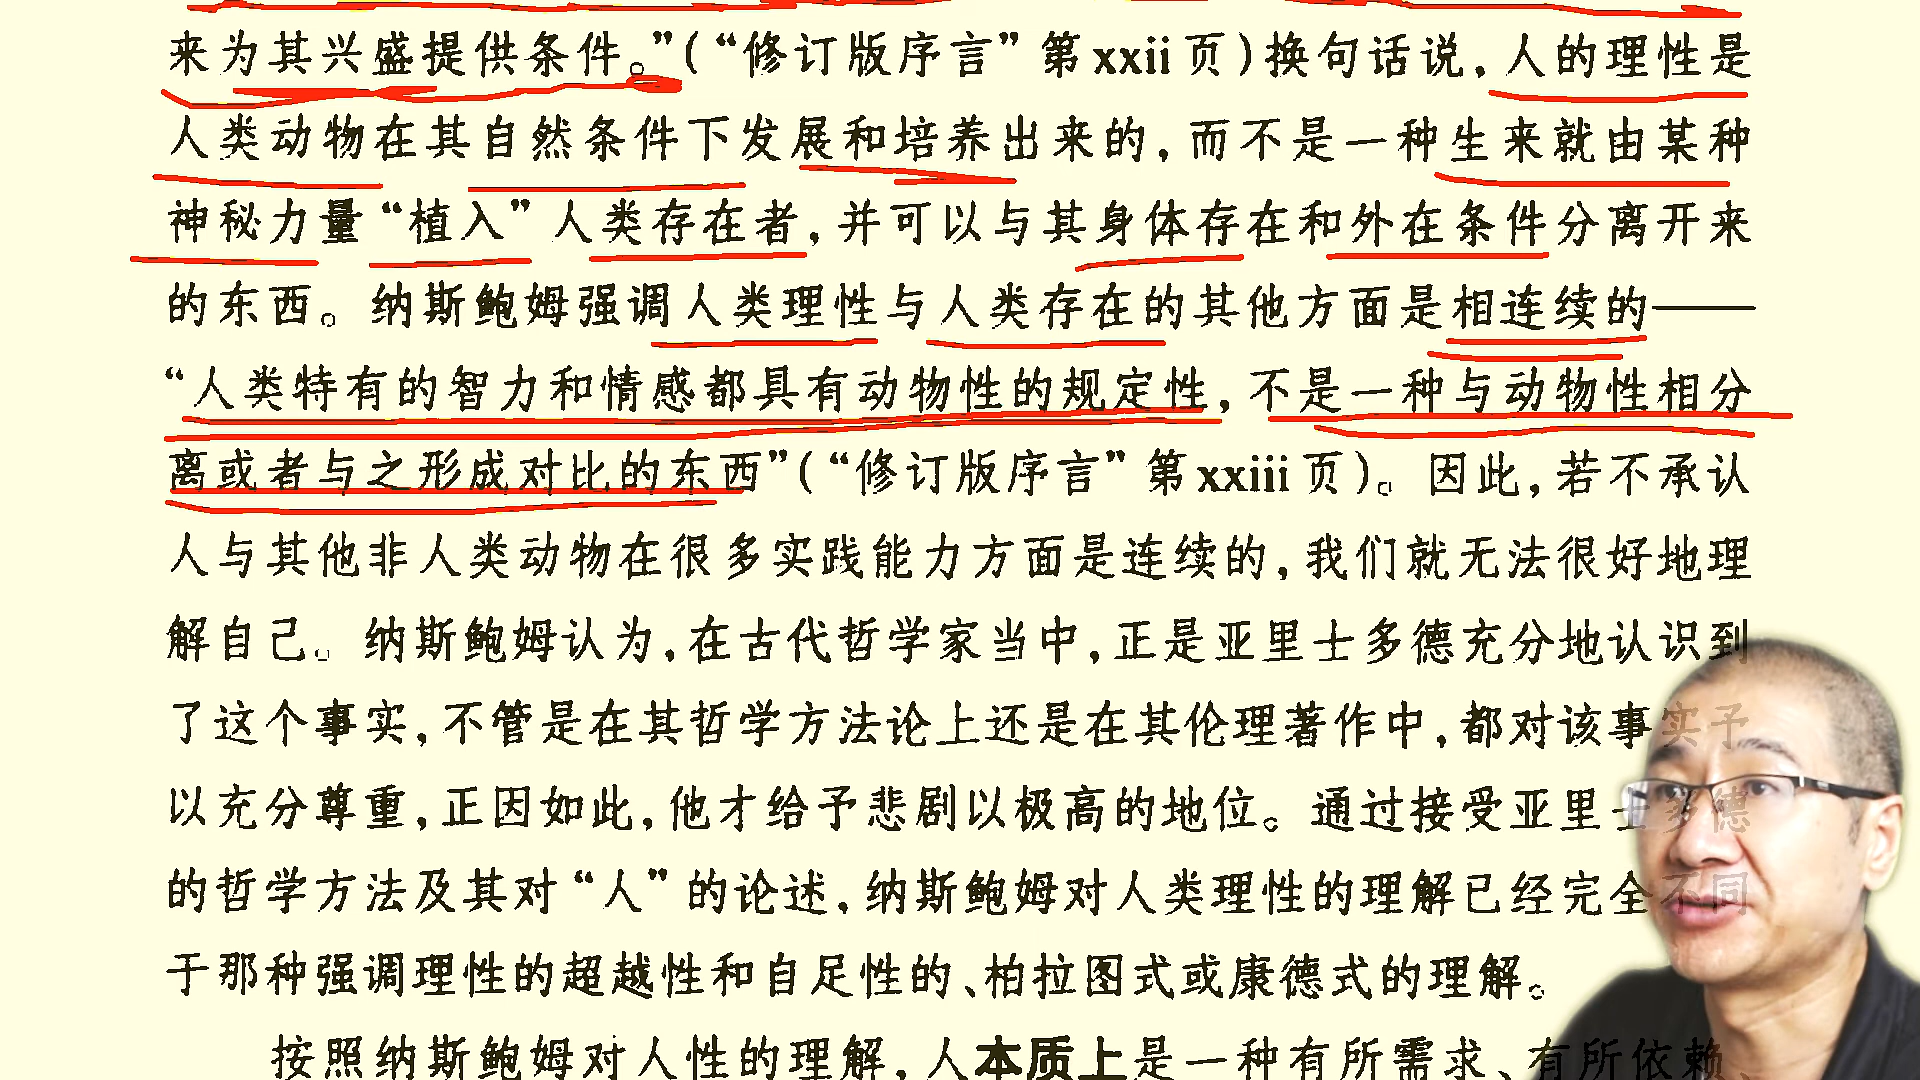 来为其兴盛提供条件。”(“修订版序言”第xxii页)换句话说,人的理性是
人类动物在其自然条件下发展和培养出来的,而不是一种生来就由某种
神秘力量“植入”人类存在者,并可以与其身体存在和外在条件分离开来
的东西。纳斯鲍姆强调人类理性与人类存在的其他方面是相连续的——
“人类特有的智力和情感都具有动物性的规定性,不是一种与动物性相分
离或者与之形成对比的东西”(“修订版序言”第xxiii页)。因此,若不承认
人与其他非人类动物在很多实践能力方面是连续的,我们就无法很好地理
解自己。纳斯鲍姆认为,在古代哲学家当中,正是亚里士多德充分地认识到
了这个事实,不管是在其哲学方法论上还是在其伦理著作中,都对该事实予
以充分尊重,正因如此,他才给予悲剧以极高的地位。通过接受亚里士多德
的哲学方法及其对“人”的论述,纳斯鲍姆对人类理性的理解已经完全不同
于那种强调理性的超越性和自足性的、柏拉图式或康德式的理解。
按照纳斯鲍姆对人性的理解,人本质上是一种有所需求、有所依赖、